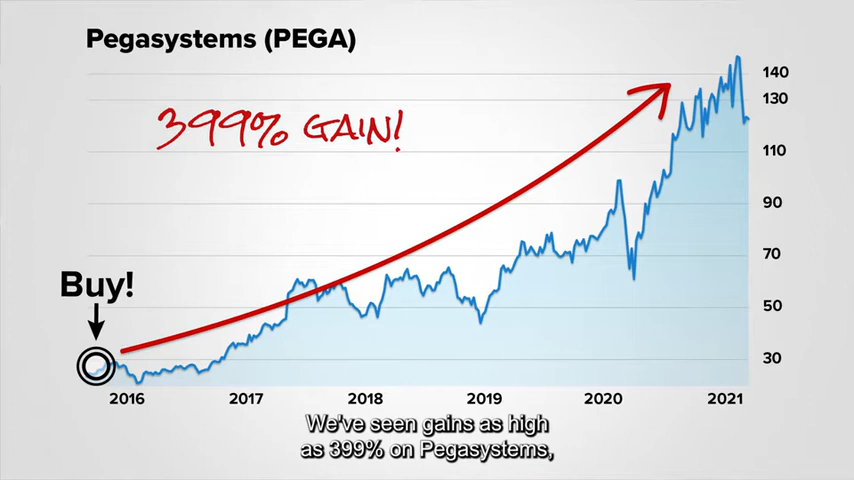 Pegasystems (PEGA)
399% GAIN!
Buy!
140
130
110
90
70
50
30
2016 2017 2018 2019 2020 2021
We've seen gains as high
as 399% on Pegasystems,